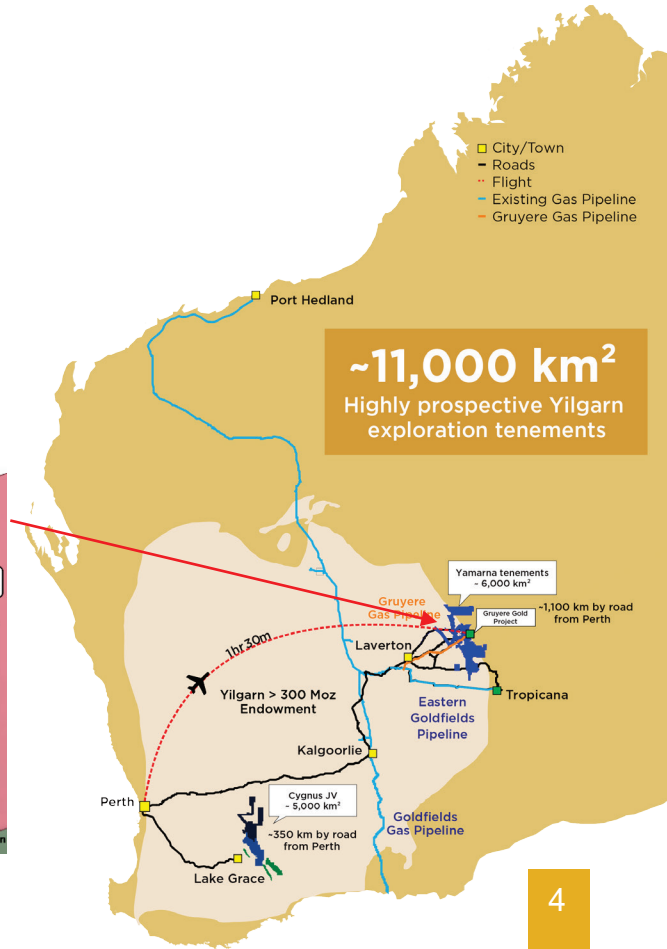 City/Town
Roads
Flight
Existing Gas Pipeline
Gruyere Gas Pipeline
Port Hedland
~11,000 km²
Highly prospective Yilgarn
exploration tenements
Yamarna tenements
~ 6,000 km²
Gruyere
Gas Pipeline
Gruyere Gold
Project
~1,100 km by road
from Perth
1hr 30m
Laverton
Yilgarn > 300 Moz
Endowment
Tropicana
Eastern
Goldfields
Pipeline
Kalgoorlie
Perth
Cygnus JV
~ 5,000 km²
~350 km by road
from Perth
Goldfields
Gas Pipeline
Lake Grace
n
4